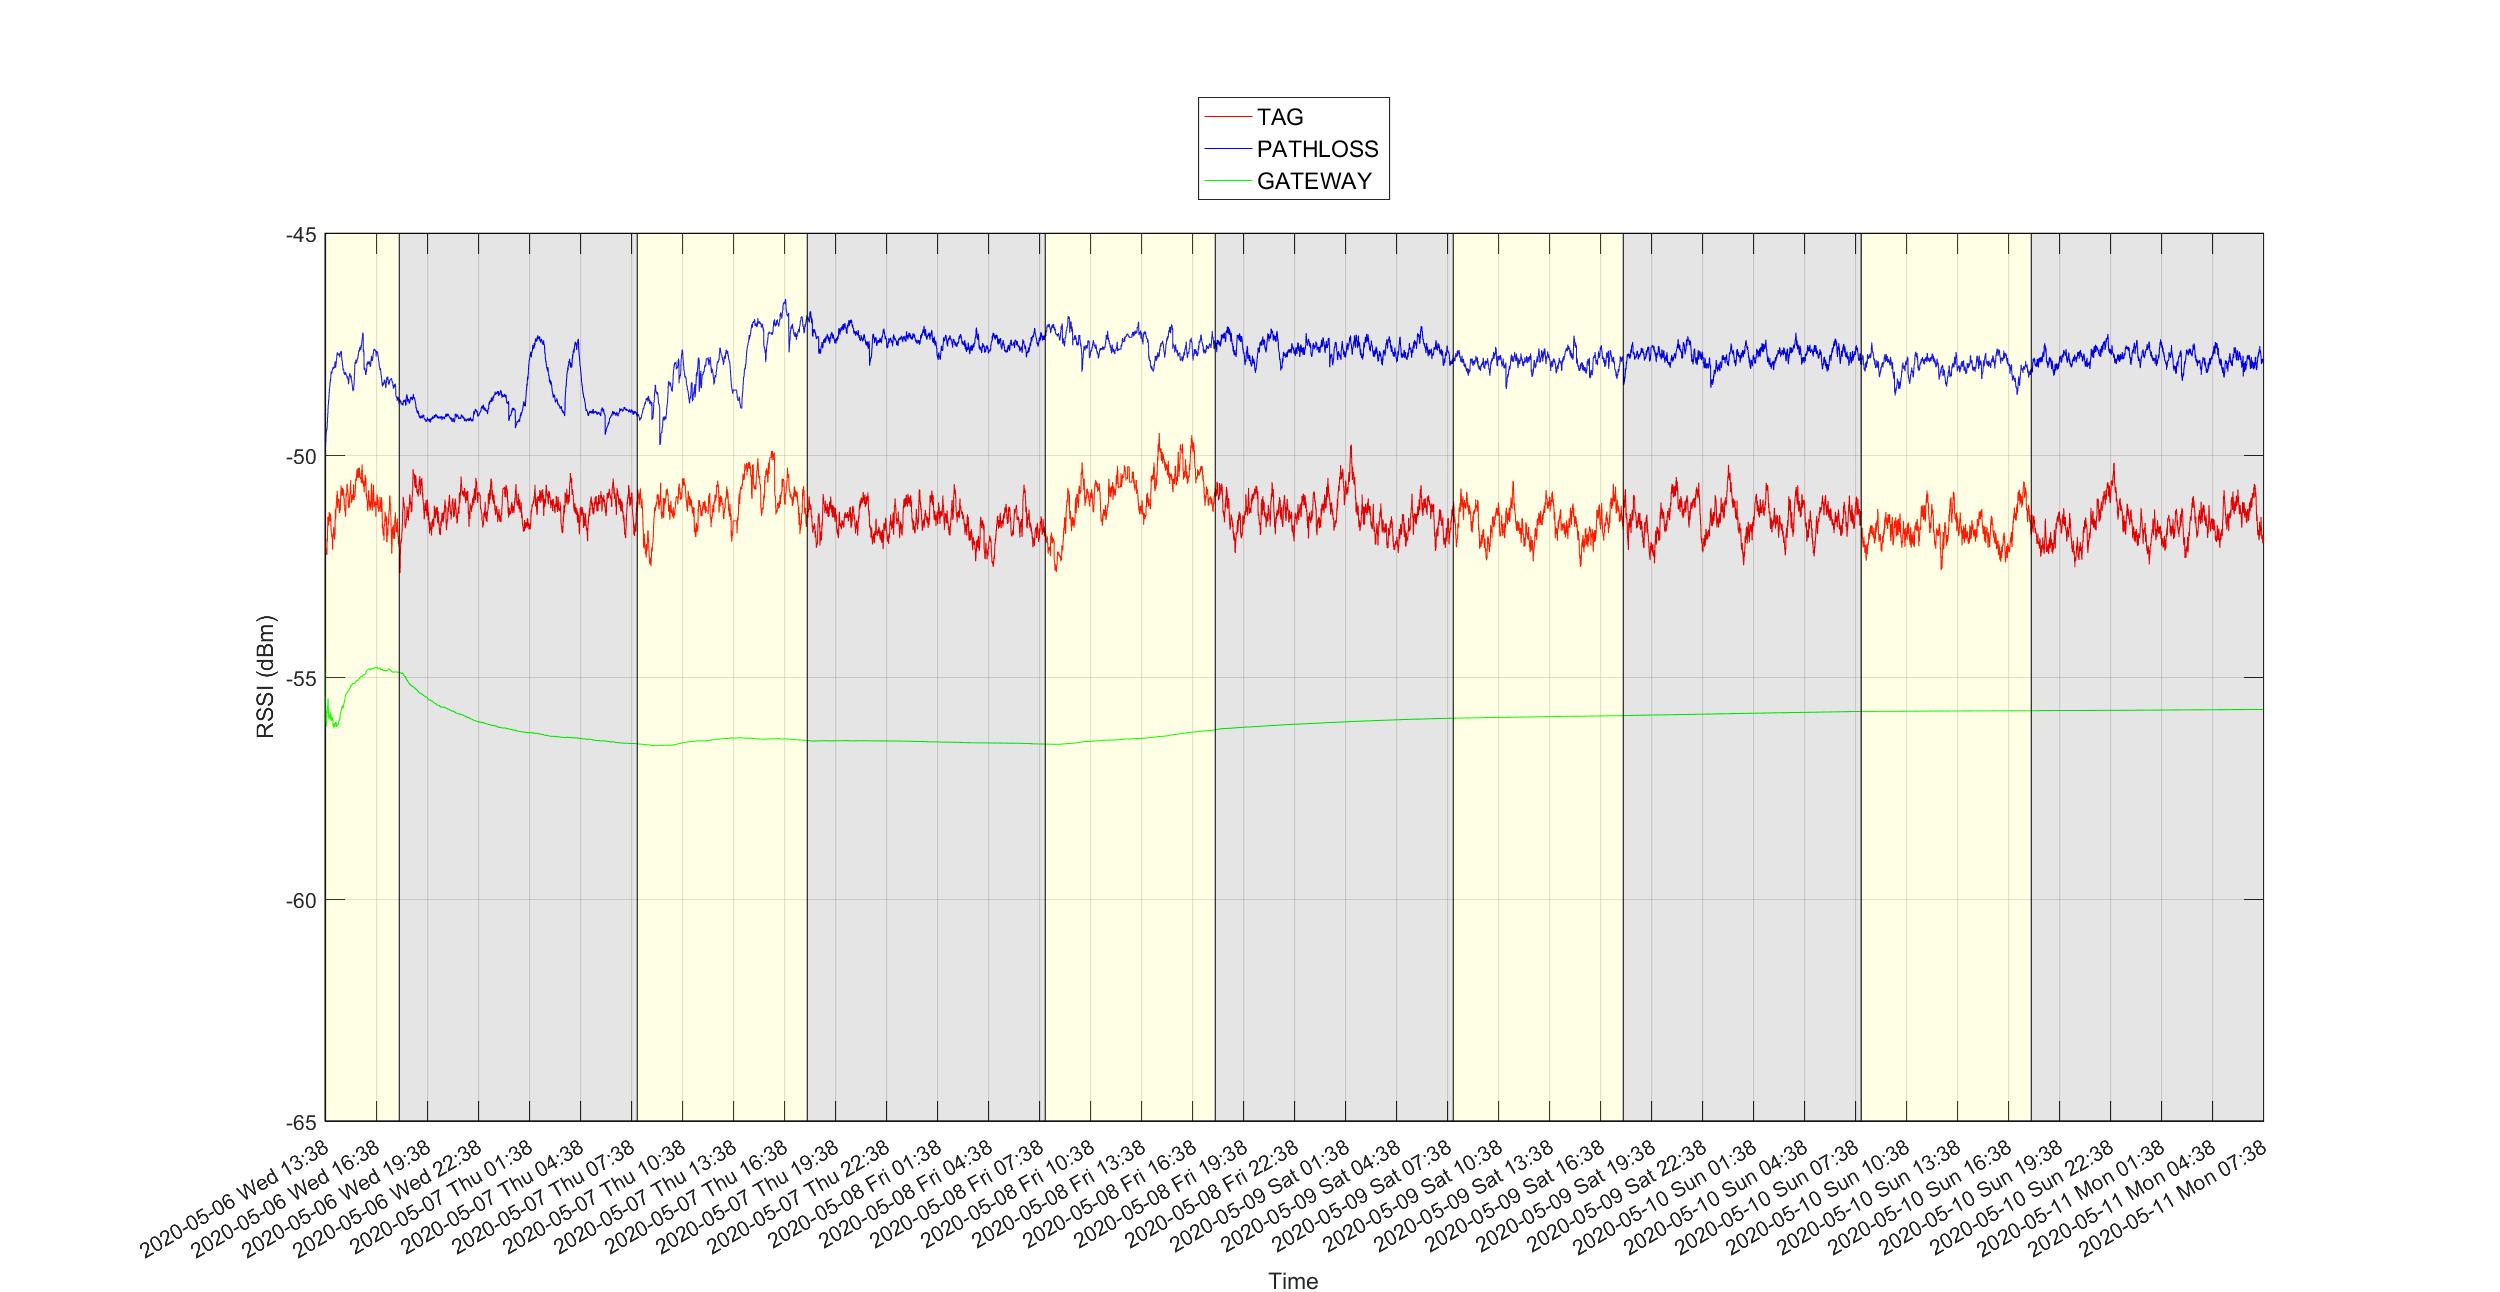 TAG
PATHLOSS
GATEWAY
-45
-50
-55
-60
-65
RSSI (dBm)
2020-05-06 Wed 13:38
2020-05-06 Wed 16:38
2020-05-06 Wed 19:38
2020-05-06 Wed 22:38
2020-05-07 Thu 01:38
2020-05-07 Thu 04:38
2020-05-07 Thu 07:38
2020-05-07 Thu 10:38
2020-05-07 Thu 13:38
2020-05-07 Thu 16:38
2020-05-07 Thu 19:38
2020-05-07 Thu 22:38
2020-05-08 Fri 01:38
2020-05-08 Fri 04:38
2020-05-08 Fri 07:38
2020-05-08 Fri 10:38
2020-05-08 Fri 13:38
2020-05-08 Fri 16:38
2020-05-08 Fri 19:38
2020-05-08 Fri 22:38
2020-05-09 Sat 01:38
2020-05-09 Sat 04:38
2020-05-09 Sat 07:38
2020-05-09 Sat 10:38
2020-05-09 Sat 13:38
2020-05-09 Sat 16:38
2020-05-09 Sat 19:38
2020-05-09 Sat 22:38
2020-05-10 Sun 01:38
2020-05-10 Sun 04:38
2020-05-10 Sun 07:38
2020-05-10 Sun 10:38
2020-05-10 Sun 13:38
2020-05-10 Sun 16:38
2020-05-10 Sun 19:38
2020-05-10 Sun 22:38
2020-05-11 Mon 01:38
2020-05-11 Mon 04:38
2020-05-11 Mon 07:38
Time